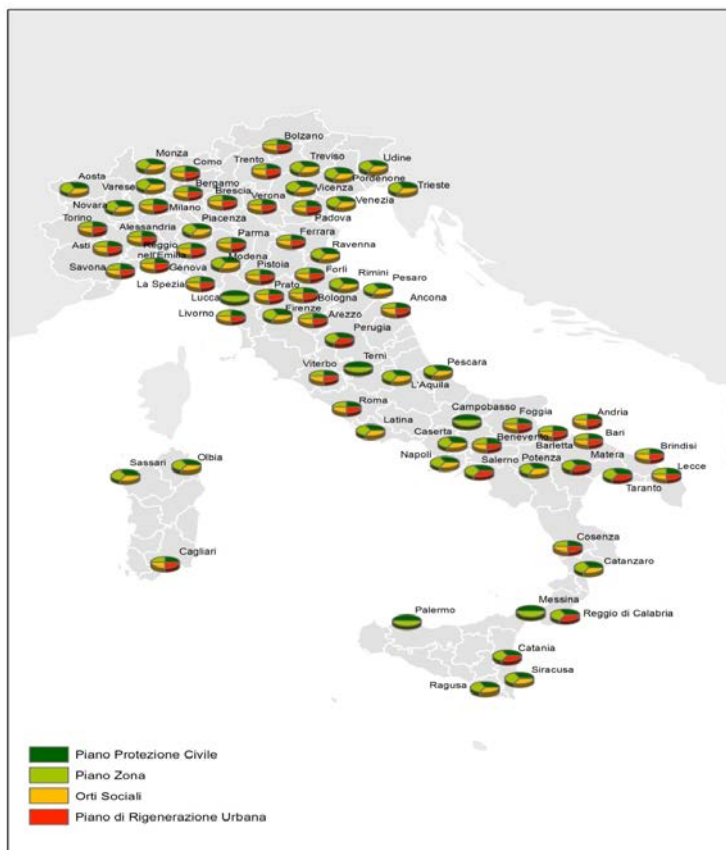 Bolzano
Monza
Como
Trento
Treviso
Udine
Pordenone
Aosta
Varese
Bergamo
Brescia
Vicenza
Trieste
Novara
Milano
Verona
Venezia
Padova
Torino
Piacenza
Alessandria
Parma
Ferrara
Asti
Reggio
nell'Emilia
Ravenna
Modena
Savona
Genova
Pistoia
Forlì
Rimini
Pesaro
La Spezia
Prato
Bologna
Lucca
Firenze
Ancona
Livorno
Arezzo
Perugia
Terni
Pescara
Viterbo
L'Aquila
Roma
Campobasso
Foggia
Andria
Latina
Caserta
Benevento
Barletta
Bari
Brindisi
Napoli
Salerno
Potenza
Matera
Lecce
Taranto
Sassari
Olbia
Cagliari
Cosenza
Catanzaro
Messina
Palermo
Reggio di Calabria
Catania
Siracusa
Ragusa
Piano Protezione Civile
Piano Zona
Orti Sociali
Piano di Rigenerazione Urbana